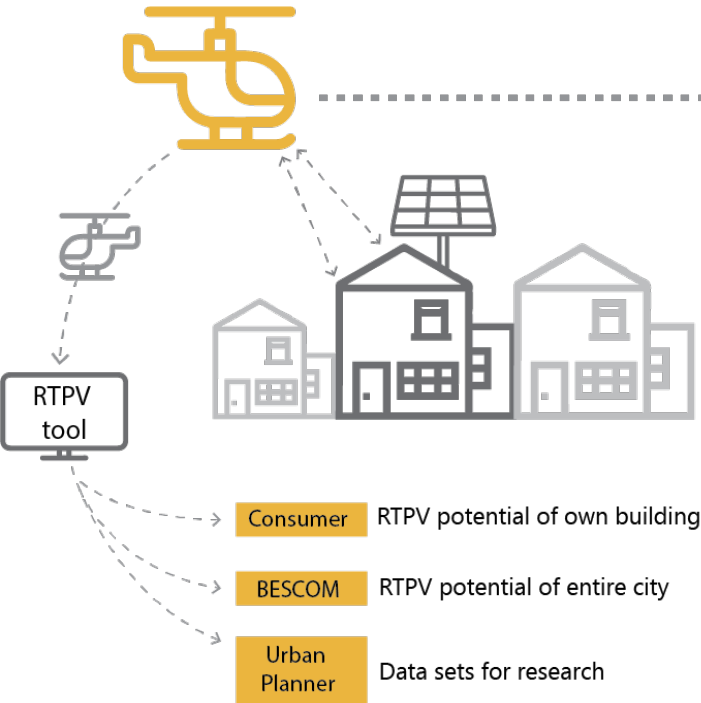 RTPV
tool
Consumer RTPV potential of own building
BESCOM RTPV potential of entire city
Urban
Planner Data sets for research